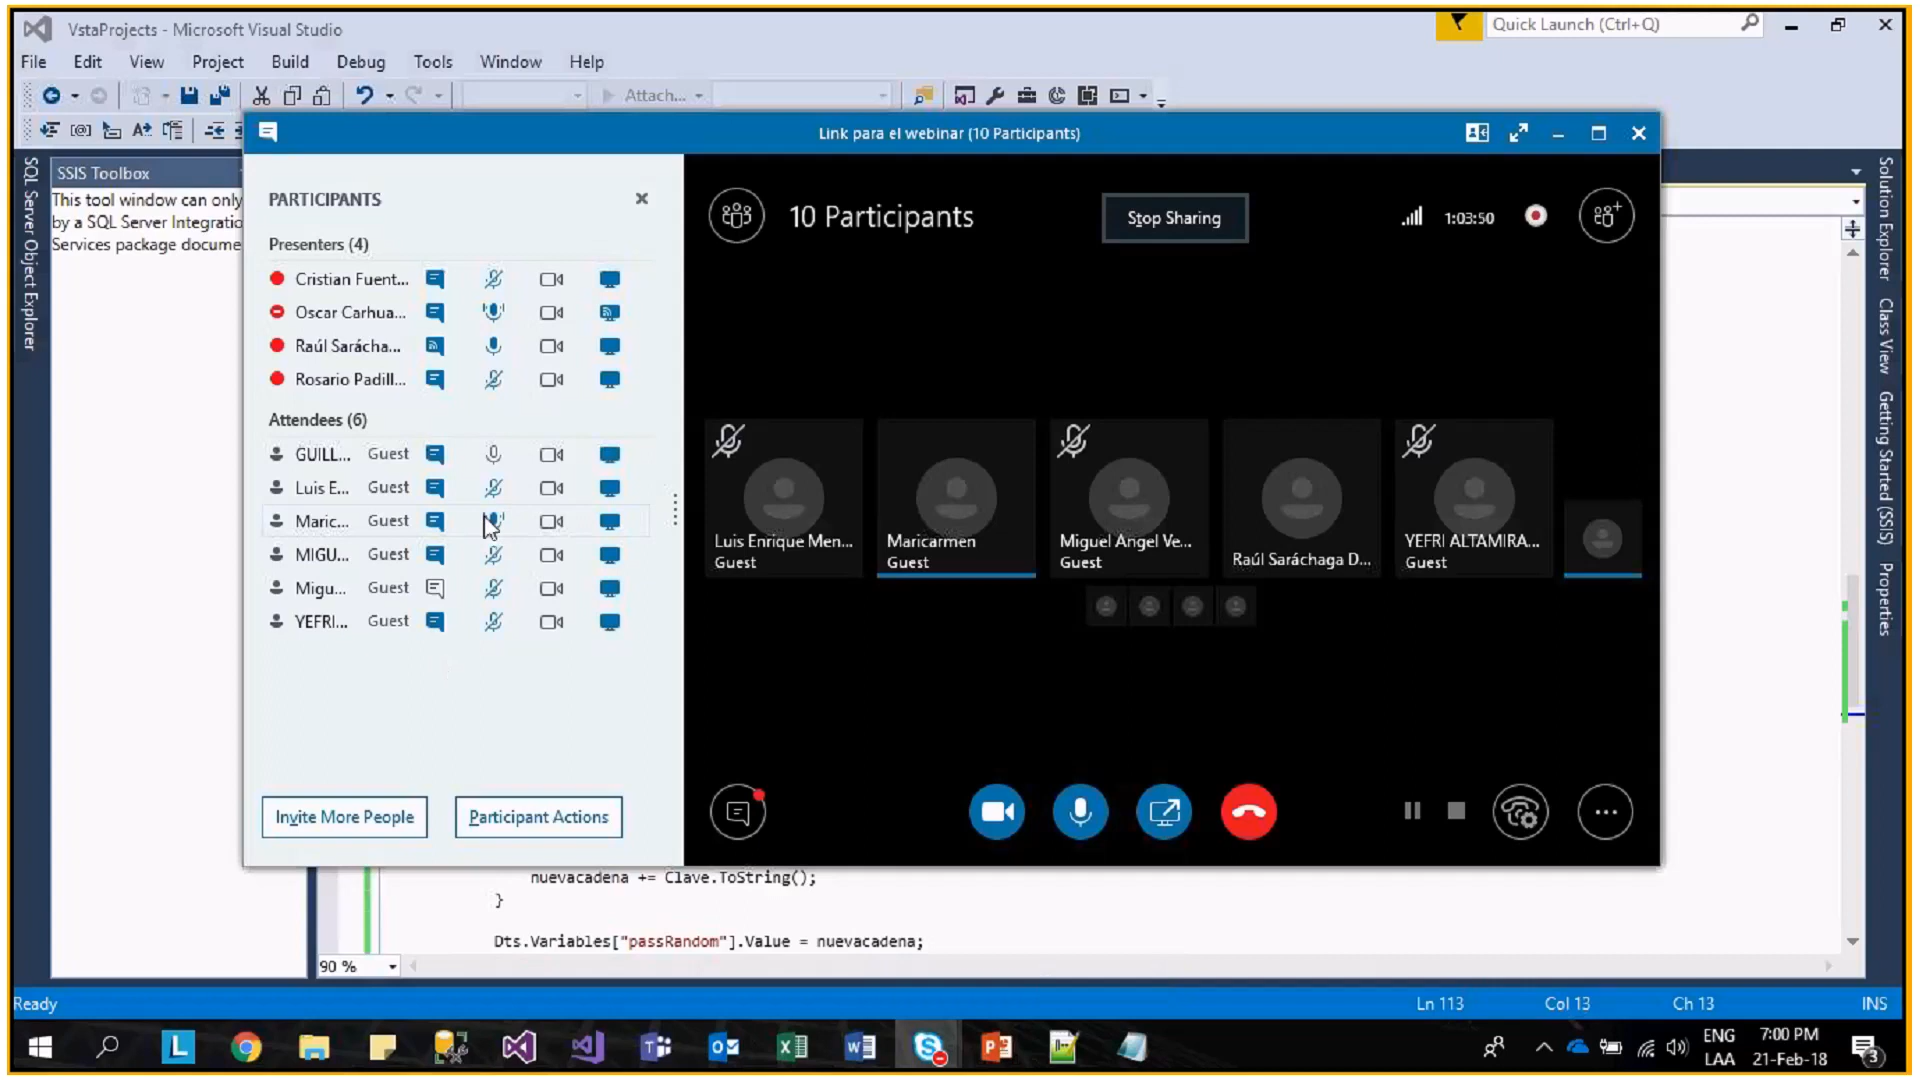 VstaProjects - Microsoft Visual Studio
Quick Launch (Ctrl+Q)
File Edit View Project Build Debug Tools Window Help
Attach...
Link para el webinar (10 Participants)
SQL Server Object Explorer
SSIS Toolbox
This tool window can only
by a SQL Server Integratio
Services package docume
PARTICIPANTS
Presenters (4)
Cristian Fuent...
Oscar Carhua...
Raúl Sarácha...
Rosario Padill...
Attendees (6)
GUILL... Guest
Luis E... Guest
Maric... Guest
MIGU... Guest
Migu... Guest
YEFRI... Guest
Invite More People
Participant Actions
10 Participants
Stop Sharing
1:03:50
Luis Enrique Men...
Guest
Maricarmen
Guest
Miguel Angel Ve...
Guest
Raúl Saráchaga D...
YEFRI ALTAMIRA...
Guest
Solution Explorer
Class View
Getting Started (SSIS)
Properties
nuevacadena += Clave.ToString();
}
Dts.Variables["passRandom"].Value = nuevacadena;
90 %
Ready
Ln 113 Col 13 Ch 13 INS
ENG
LAA
7:00 PM
21-Feb-18
3